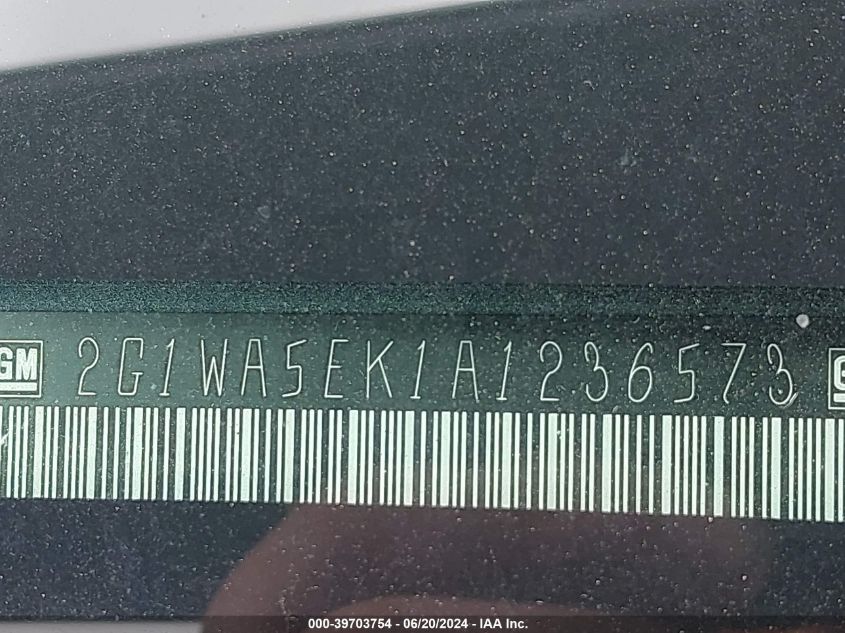 GM 2G1WA5EK1A1236573 G
000-39703754 - 06/20/2024 - IAA Inc.